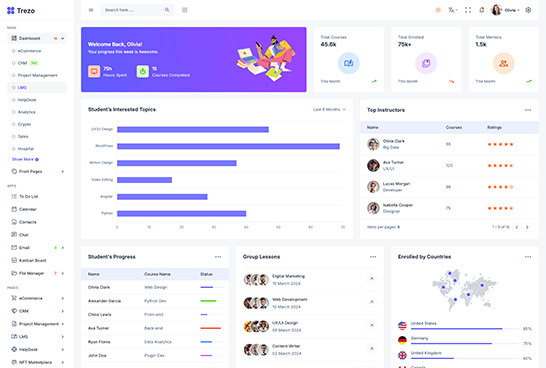 Trezo
Search here ....
Olivia
MAIN
Dashboard
eCommerce
CRM
Project Management
LMS
HelpDesk
Analytics
Crypto
Sales
Hospital
Show More
Front Pages
APPS
To Do List
Calendar
Contacts
Chat
Email
Kanban Board
File Manager
PAGES
eCommerce
CRM
Project Management
LMS
HelpDesk
NFT Marketplace
Welcome Back, Olivia!
Your progress this week is Awesome.
75h
Hours Spent
15
Courses Completed
Total Courses
45.6k
This Month
Total Enrolled
75k+
This Month
Total Mentors
1.5k
This Month
Student's Interested Topics
Last 6 Months
UX/UI Design
WordPress
Motion Design
Video Editing
Angular
Python
0 10 20 30 40 50 60 70
Top Instructors
Name Courses Ratings
Olivia Clark
Big Data
55
Ava Turner
UX/UI
120
Lucas Morgan
Developer
99
Isabella Cooper
Designer
75
Items per pages: 5
1 - 5 of 10
Student's Progress
Name Course Name Status
Olivia Clark Web Design
Alexander Garcia Python Dev
Chloe Lewis Front-end
Ava Turner Back-end
Ryan Flores Data Analytics
John Doe Plugin Dev
Group Lessons
Digital Marketing
15 March 2024
Web Development
10 March 2024
UX/UI Design
05 March 2024
Content Writer
02 March 2024
Enrolled by Countries
United States
85%
Germany
75%
United Kingdom